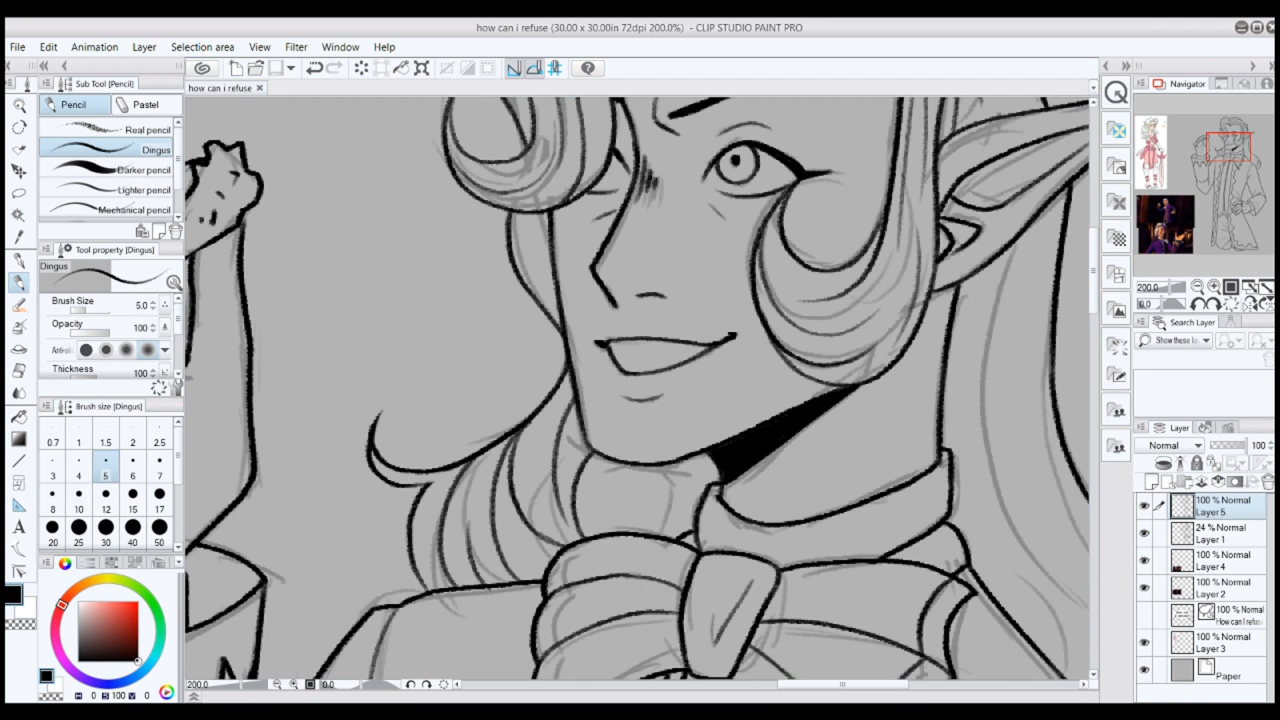 how can i refuse (30.00 x 30.00in 72dpi 200.0%) - CLIP STUDIO PAINT PRO
File Edit Animation Layer Selection area View Filter Window Help
Sub Tool [Pencil]
how can i refuse
Navigator
Pencil Pastel
Real pencil
Dingus
Darker pencil
Lighter pencil
Mechanical pencil
Tool property [Dingus]
Dingus
Brush Size 5.0
Opacity 100
Thickness 100
Brush size [Dingus]
0.7 1 1.5 2 2.5
3 4 5 6 7
8 10 12 15 17
20 25 30 40 50
0 100 0
200.0 0.0
200.0
0.0
Search Layer
Show these
Layer
Normal 100
100 % Normal
Layer 5
24 % Normal
Layer 1
100 % Normal
Layer 4
100 % Normal
Layer 2
100 % Normal
How can I refuse
100 % Normal
Layer 3
Paper